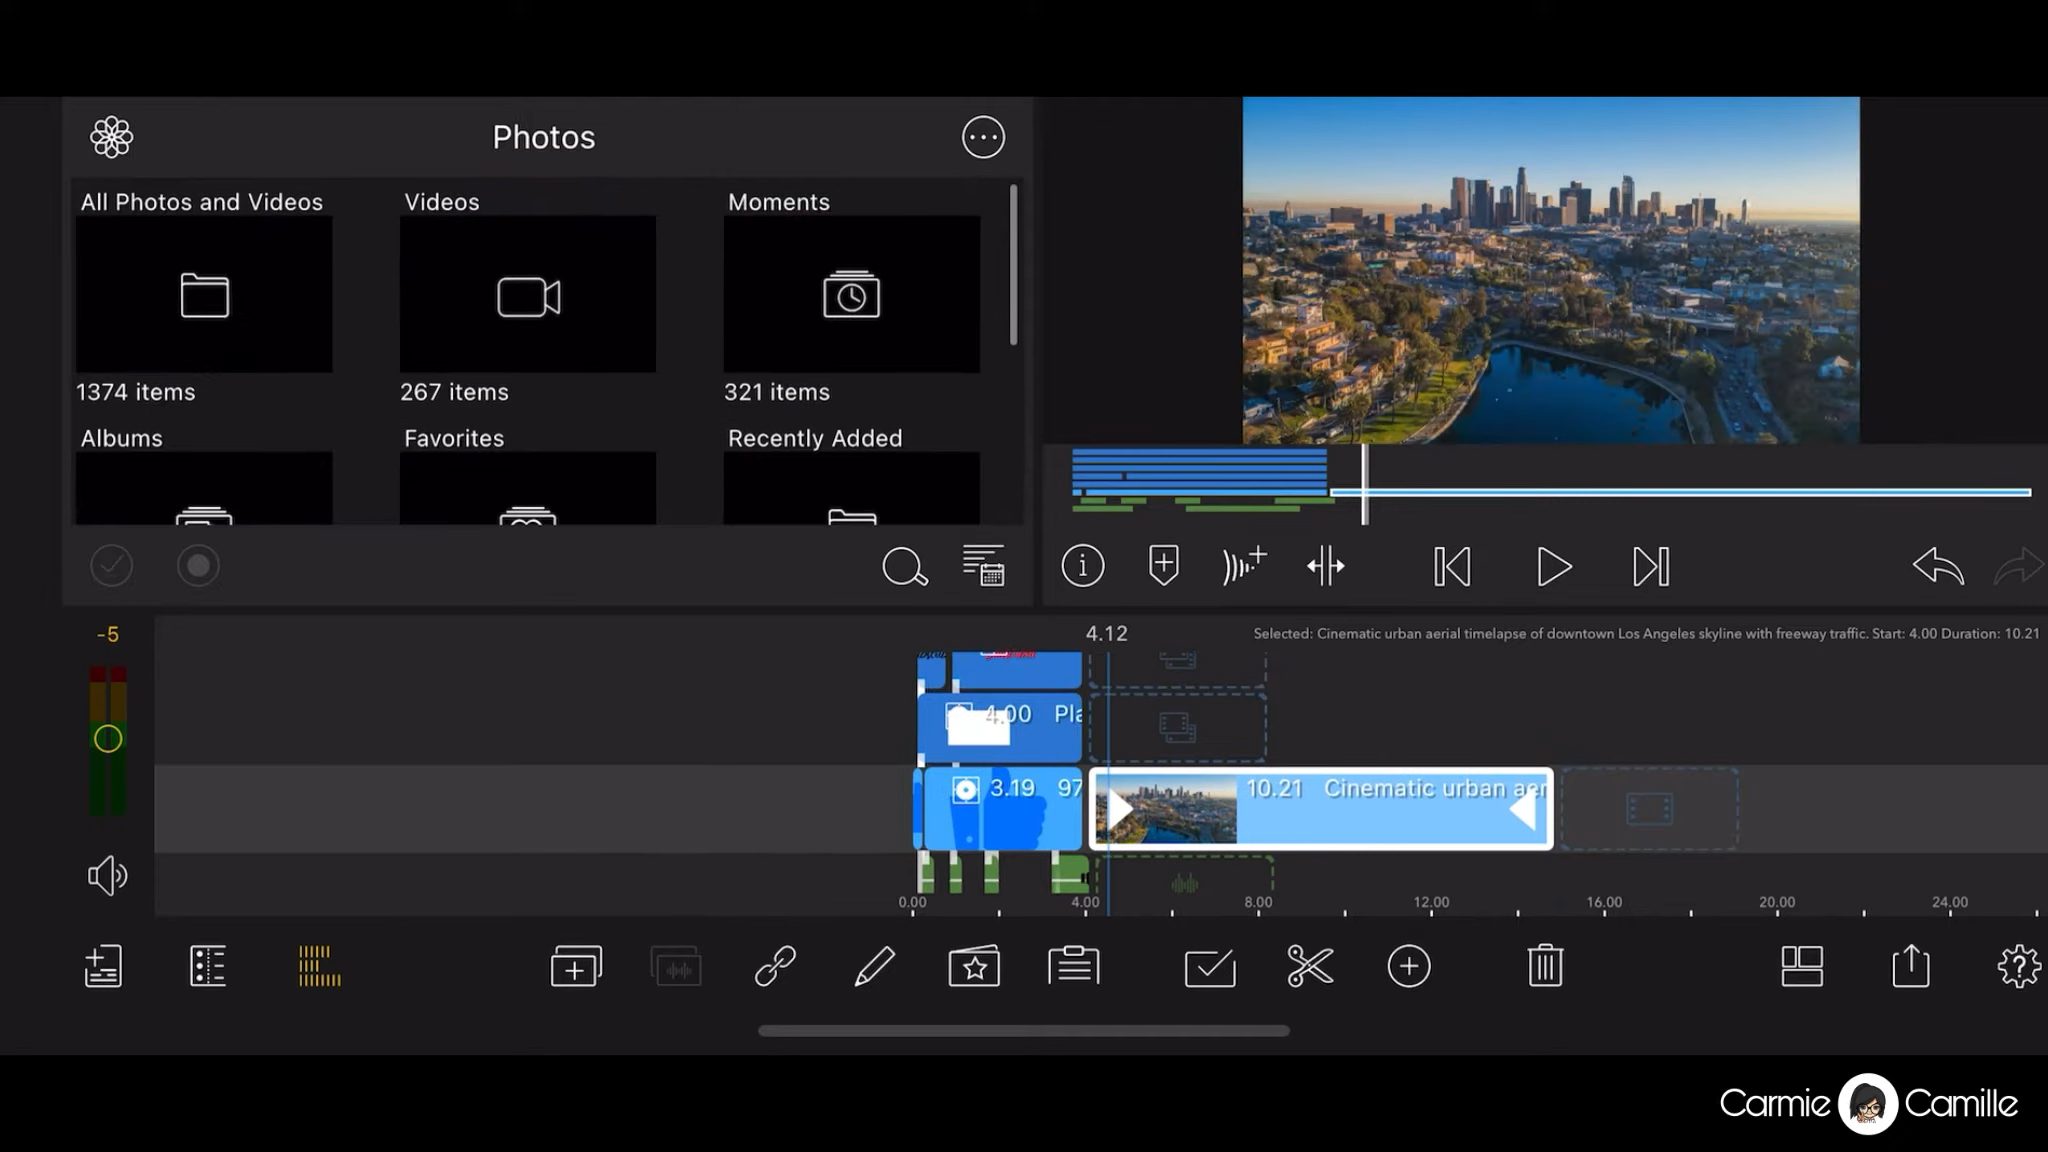 Photos
All Photos and Videos
Videos
Moments
1374 items
267 items
321 items
Albums
Favorites
Recently Added
-5
4.12
Selected: Cinematic urban aerial timelapse of downtown Los Angeles skyline with freeway traffic. Start: 4.00 Duration: 10.21
4.00 Pla
3.19 97
10.21 Cinematic urban aer
0.00
4.00
8.00
12.00
16.00
20.00
24.00
Carmie Camille